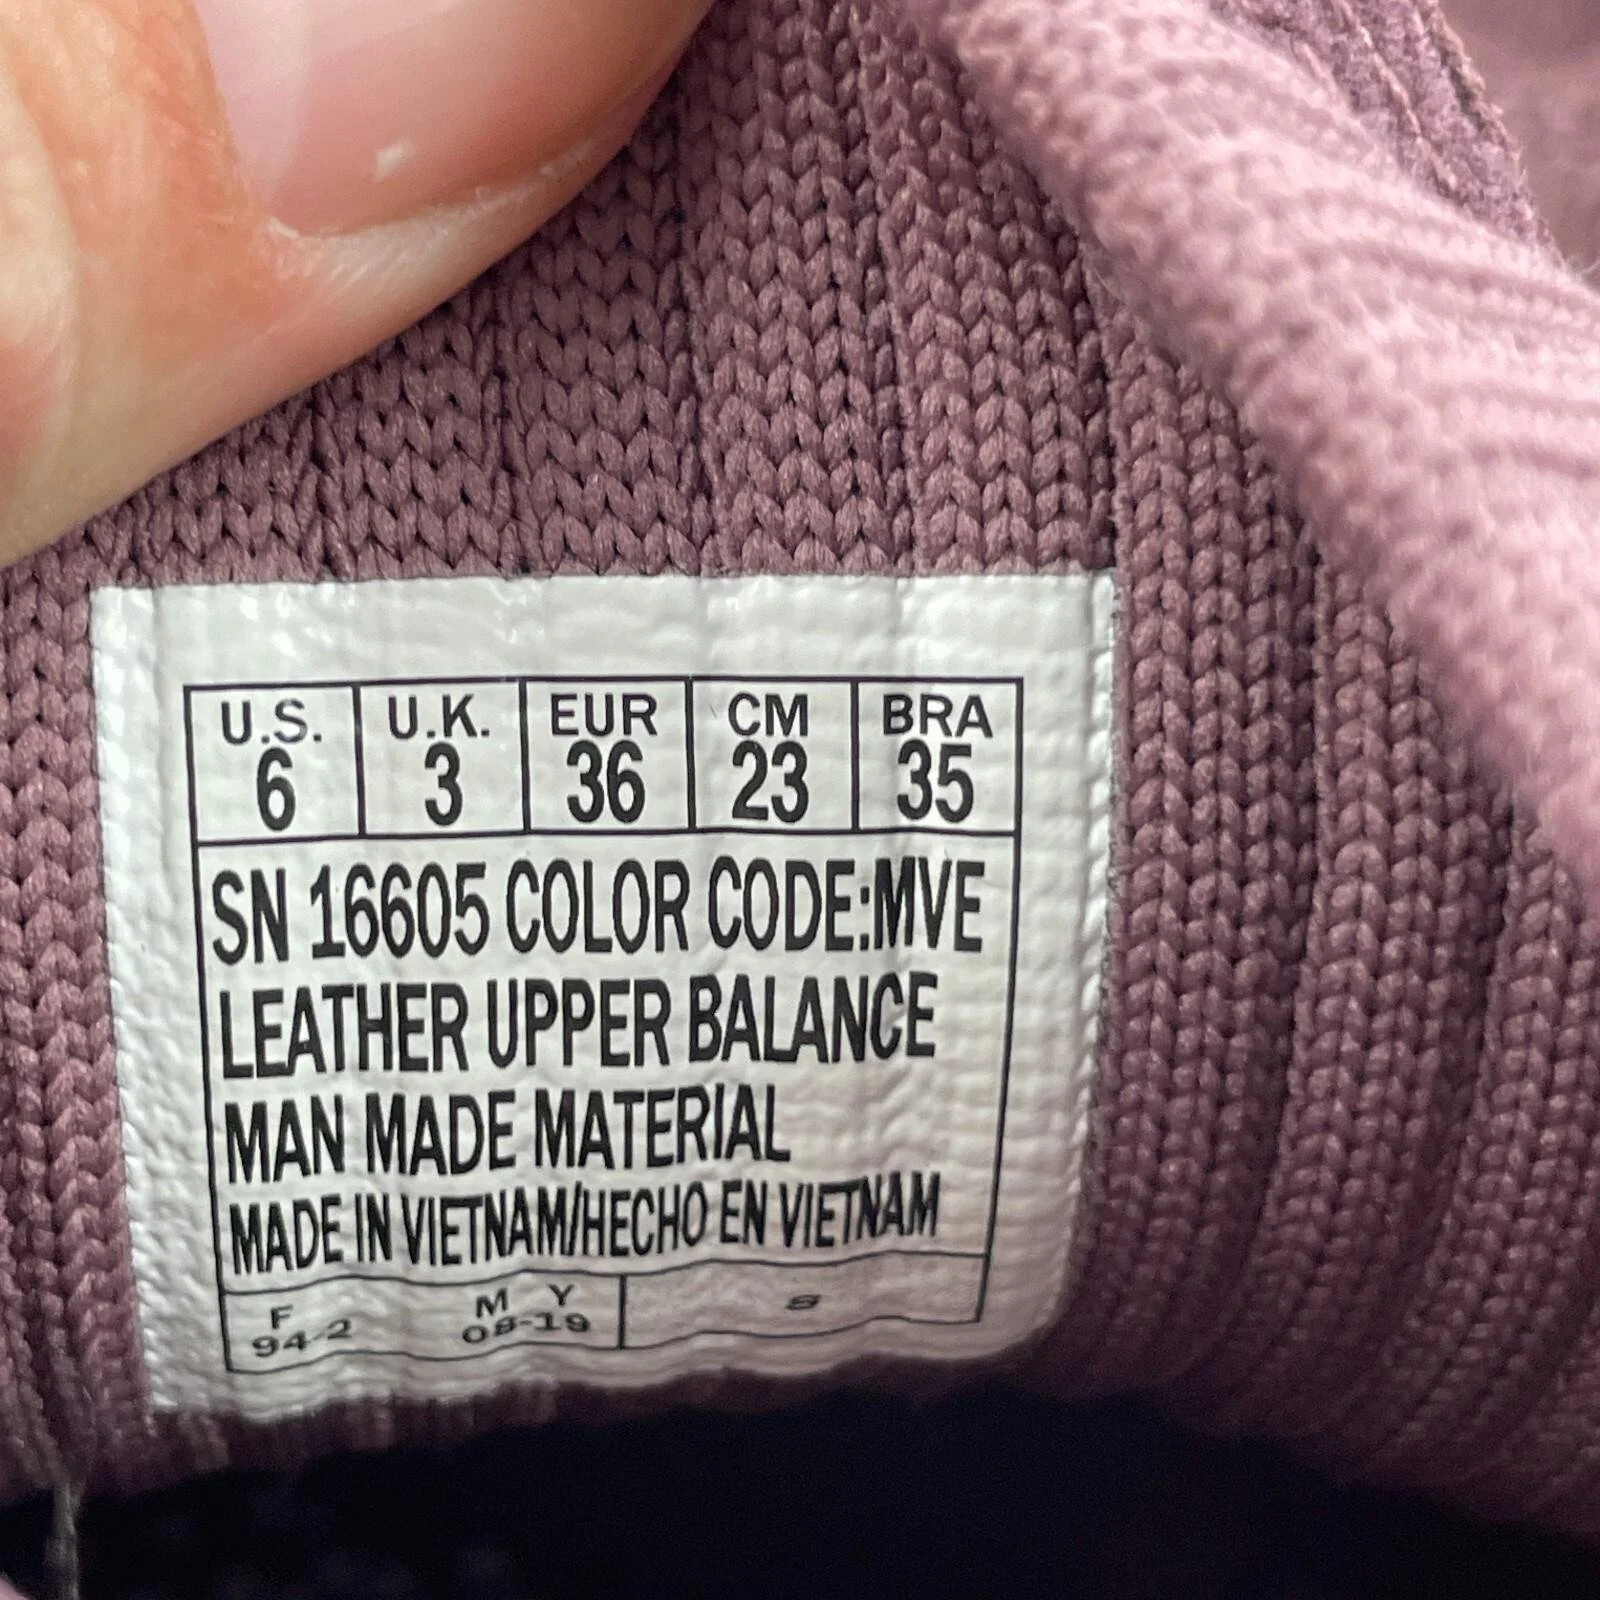 U.S. U.K. EUR CM BRA
6 3 36 23 35
SN 16605 COLOR CODE:MVE
LEATHER UPPER BALANCE
MAN MADE MATERIAL
MADE IN VIETNAM/HECHO EN VIETNAM
F M Y S
94-2 08-19